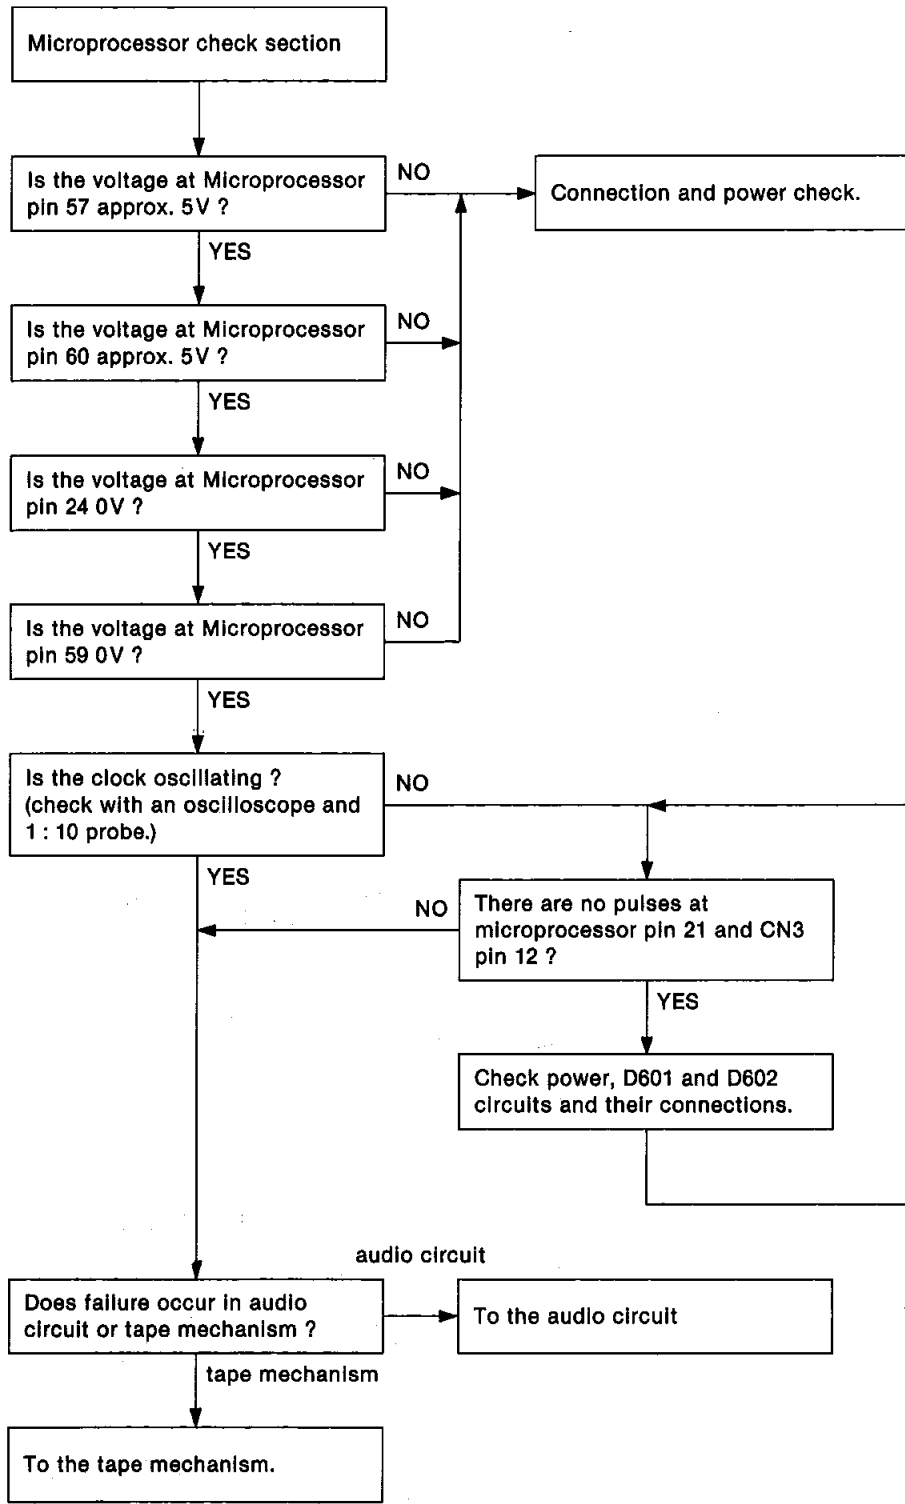 Microprocessor check section
Is the voltage at Microprocessor
pin 57 approx. 5V ?
NO
Connection and power check.
YES
Is the voltage at Microprocessor
pin 60 approx. 5V ?
NO
YES
Is the voltage at Microprocessor
pin 24 0V ?
NO
YES
Is the voltage at Microprocessor
pin 59 0V ?
NO
YES
Is the clock oscillating ?
(check with an oscilloscope and
1 : 10 probe.)
NO
YES
There are no pulses at
microprocessor pin 21 and CN3
pin 12 ?
NO
YES
Check power, D601 and D602
circuits and their connections.
Does failure occur in audio
circuit or tape mechanism ?
audio circuit
To the audio circuit
tape mechanism
To the tape mechanism.